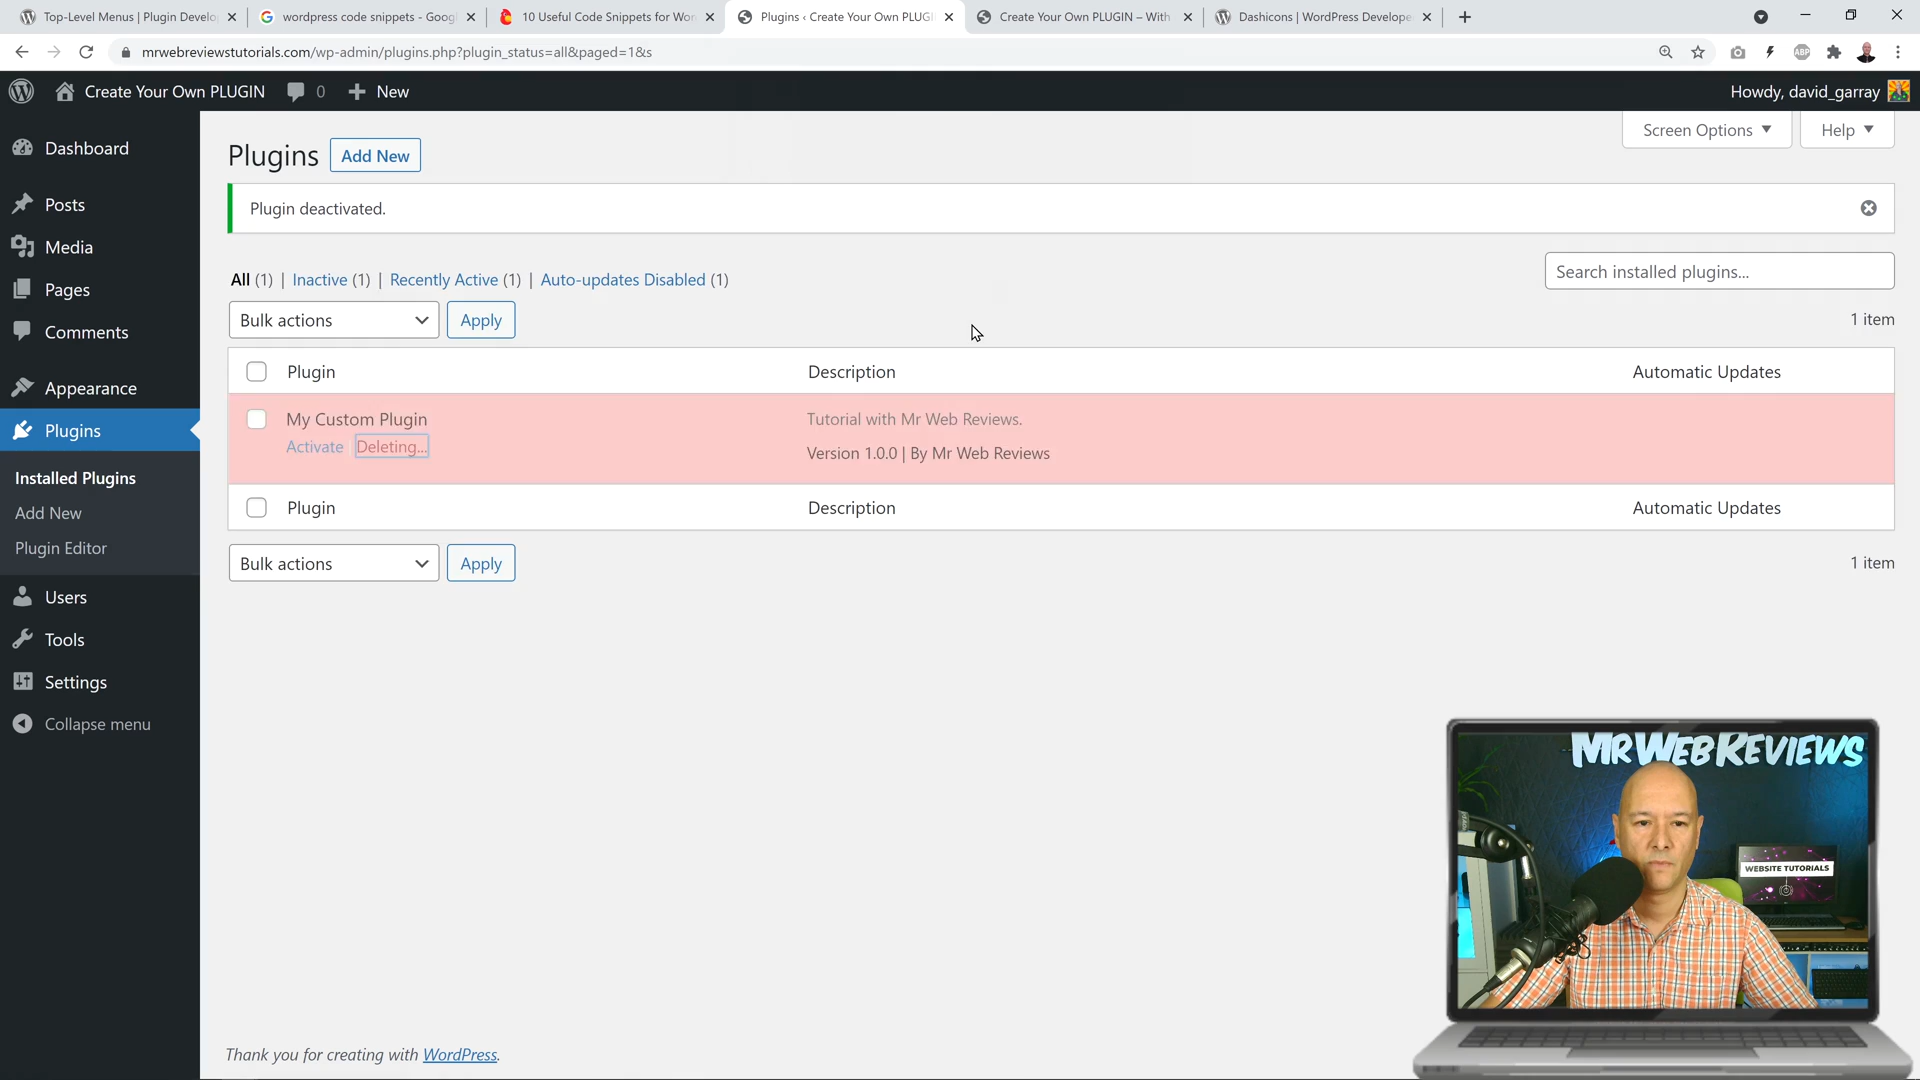 Top-Level Menus | Plugin Develo
wordpress code snippets - Googl
10 Useful Code Snippets for Wor
Plugins ‹ Create Your Own PLUGI
Create Your Own PLUGIN – With
Dashicons | WordPress Develope
mrwebreviewstutorials.com/wp-admin/plugins.php?plugin_status=all&paged=1&s
ABP
Create Your Own PLUGIN
0
New
Howdy, david_garray
Dashboard
Posts
Media
Pages
Comments
Appearance
Plugins
Installed Plugins
Add New
Plugin Editor
Users
Tools
Settings
Collapse menu
Screen Options
Help
Plugins
Add New
Plugin deactivated.
All (1) | Inactive (1) | Recently Active (1) | Auto-updates Disabled (1)
Search installed plugins...
Bulk actions
Apply
1 item
Plugin
Description
Automatic Updates
My Custom Plugin
Tutorial with Mr Web Reviews.
Activate
Deleting...
Version 1.0.0 | By Mr Web Reviews
Plugin
Description
Automatic Updates
Bulk actions
Apply
1 item
MRWEBREVIEWS
WEBSITE TUTORIALS
Thank you for creating with WordPress.